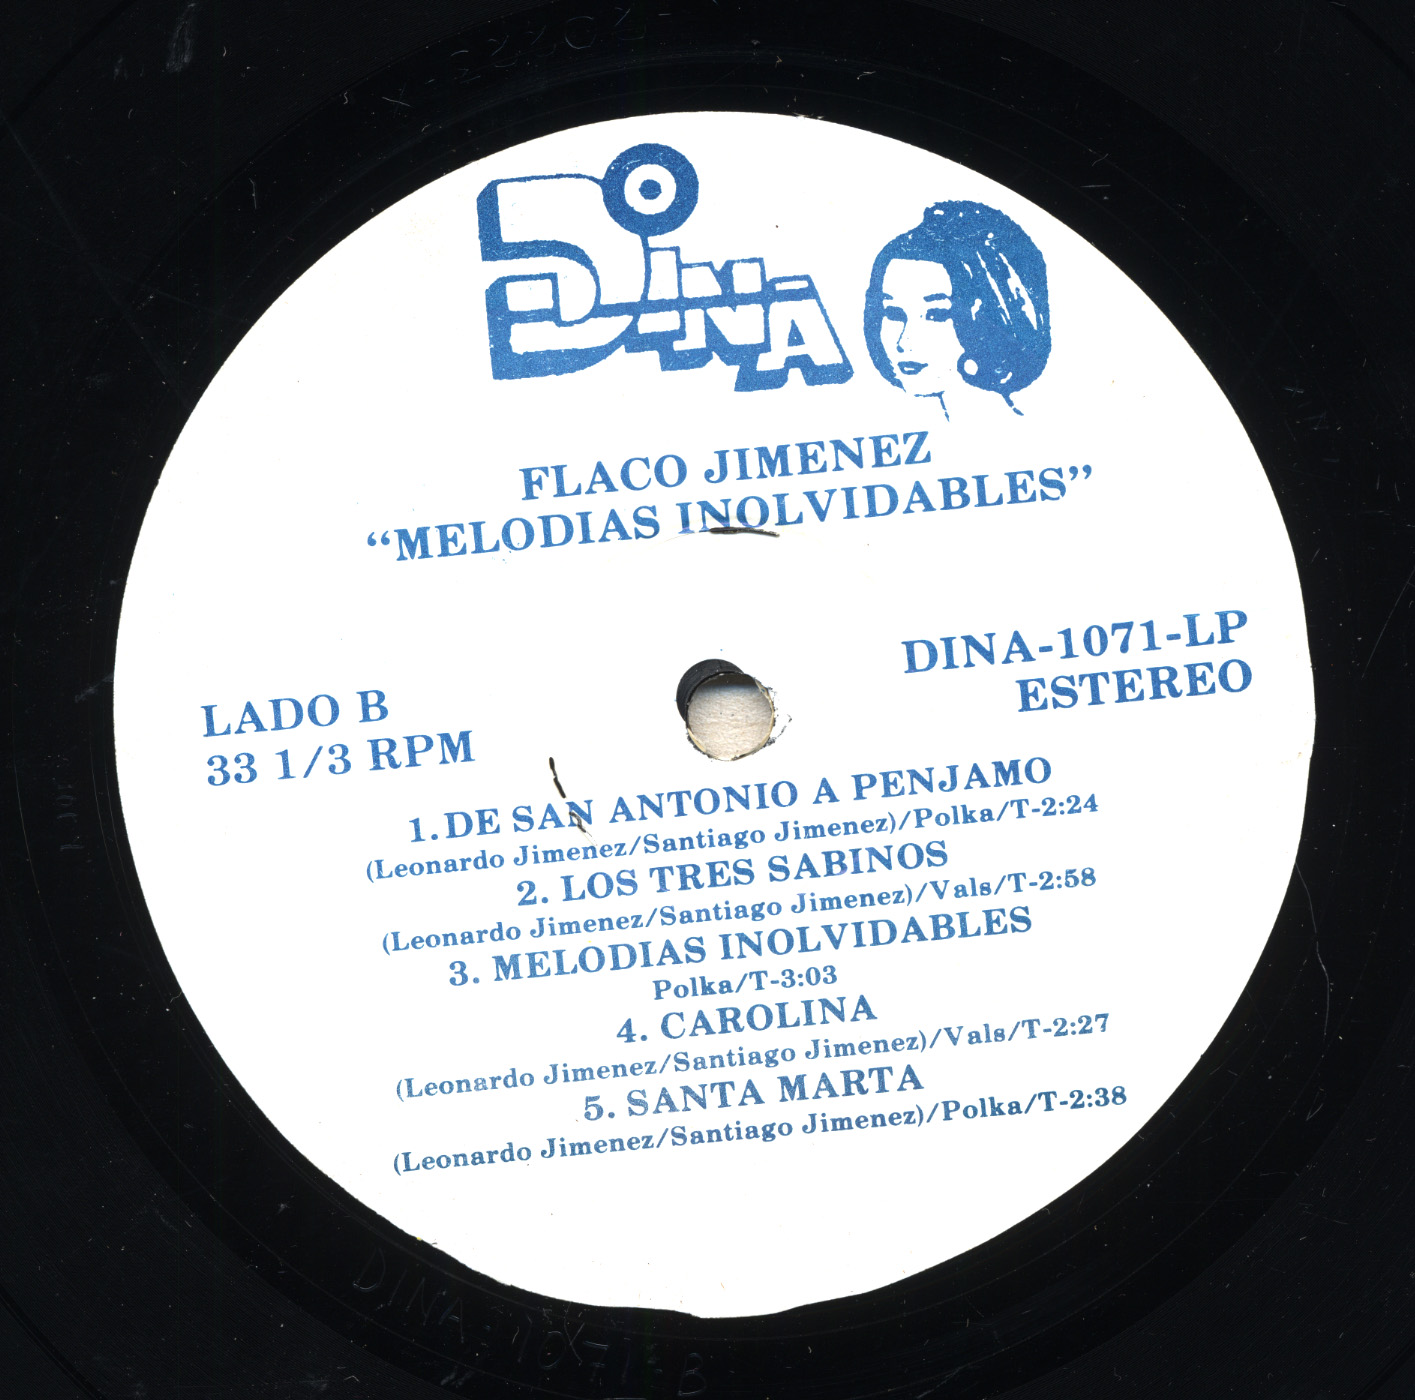 DINA
FLACO JIMENEZ
“MELODIAS INOLVIDABLES”
DINA-1071-LP
ESTEREO
LADO B
33 1/3 RPM
1. DE SAN ANTONIO A PENJAMO
(Leonardo Jimenez/Santiago Jimenez)/Polka/T-2:24
2. LOS TRES SABINOS
(Leonardo Jimenez/Santiago Jimenez)/Vals/T-2:58
3. MELODIAS INOLVIDABLES
Polka/T-3:03
4. CAROLINA
(Leonardo Jimenez/Santiago Jimenez)/Vals/T-2:27
5. SANTA MARTA
(Leonardo Jimenez/Santiago Jimenez)/Polka/T-2:38